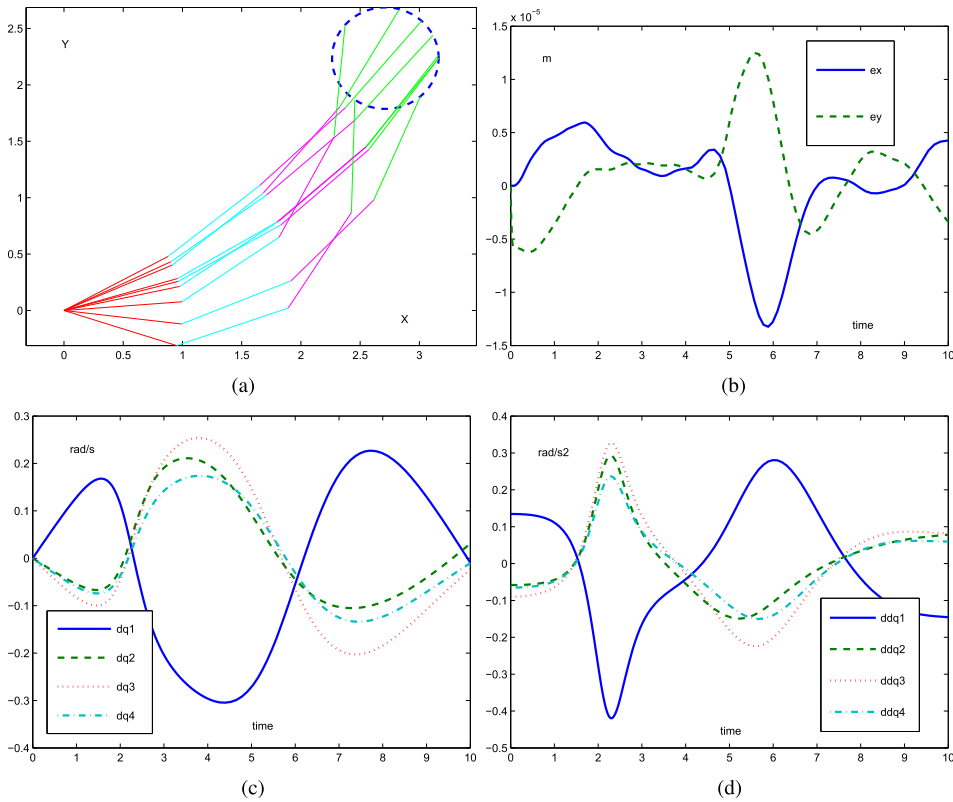 Y
2.5
2
1.5
1
0.5
0
X
0 0.5 1 1.5 2 2.5 3
(a)
x 10^-5
1.5
m
1
0.5
0
−0.5
−1
−1.5
ex
ey
time
0 1 2 3 4 5 6 7 8 9 10
(b)
0.3
rad/s
0.2
0.1
0
−0.1
−0.2
−0.3
−0.4
dq1
dq2
dq3
dq4
time
0 1 2 3 4 5 6 7 8 9 10
(c)
0.4
rad/s2
0.3
0.2
0.1
0
−0.1
−0.2
−0.3
−0.4
−0.5
ddq1
ddq2
ddq3
ddq4
time
0 1 2 3 4 5 6 7 8 9 10
(d)